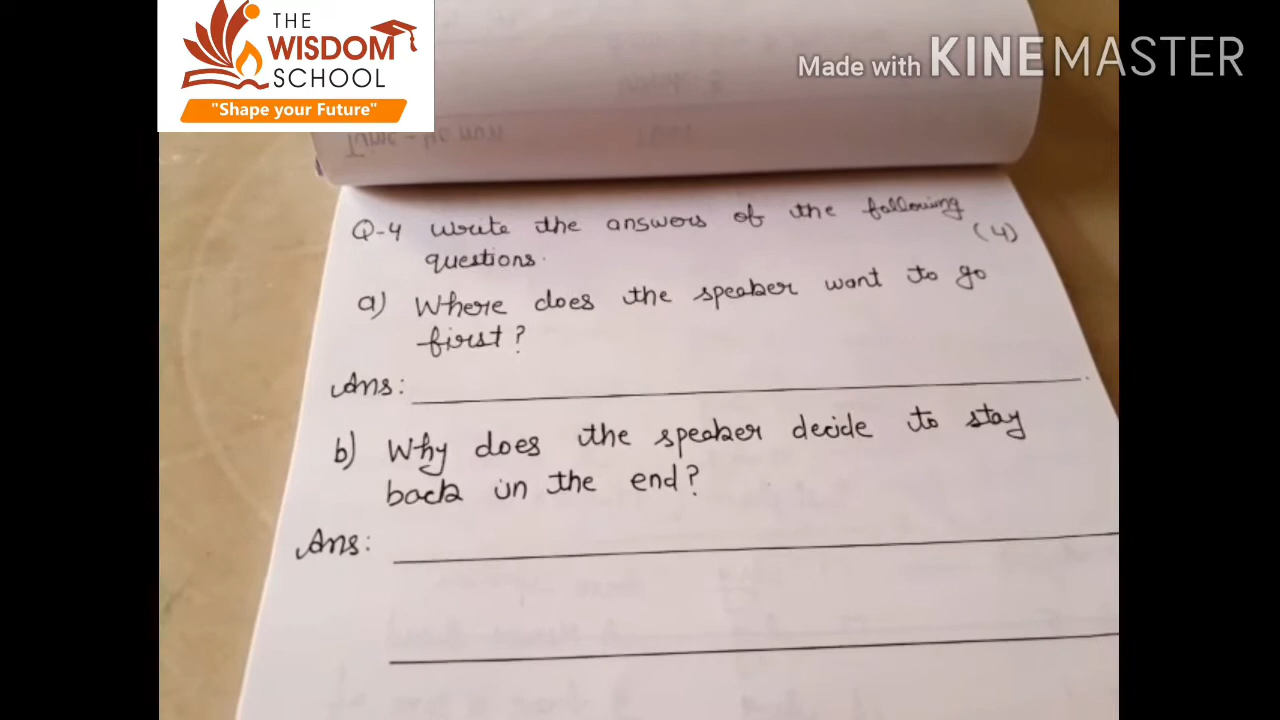 THE
WISDOM
SCHOOL
"Shape your Future"
Made with KINEMASTER
Q-4 Write the answers of the following
(4)
questions.
a) Where does the speaker want to go
first?
Ans:
b) Why does the speaker decide to stay
back in the end?
Ans: